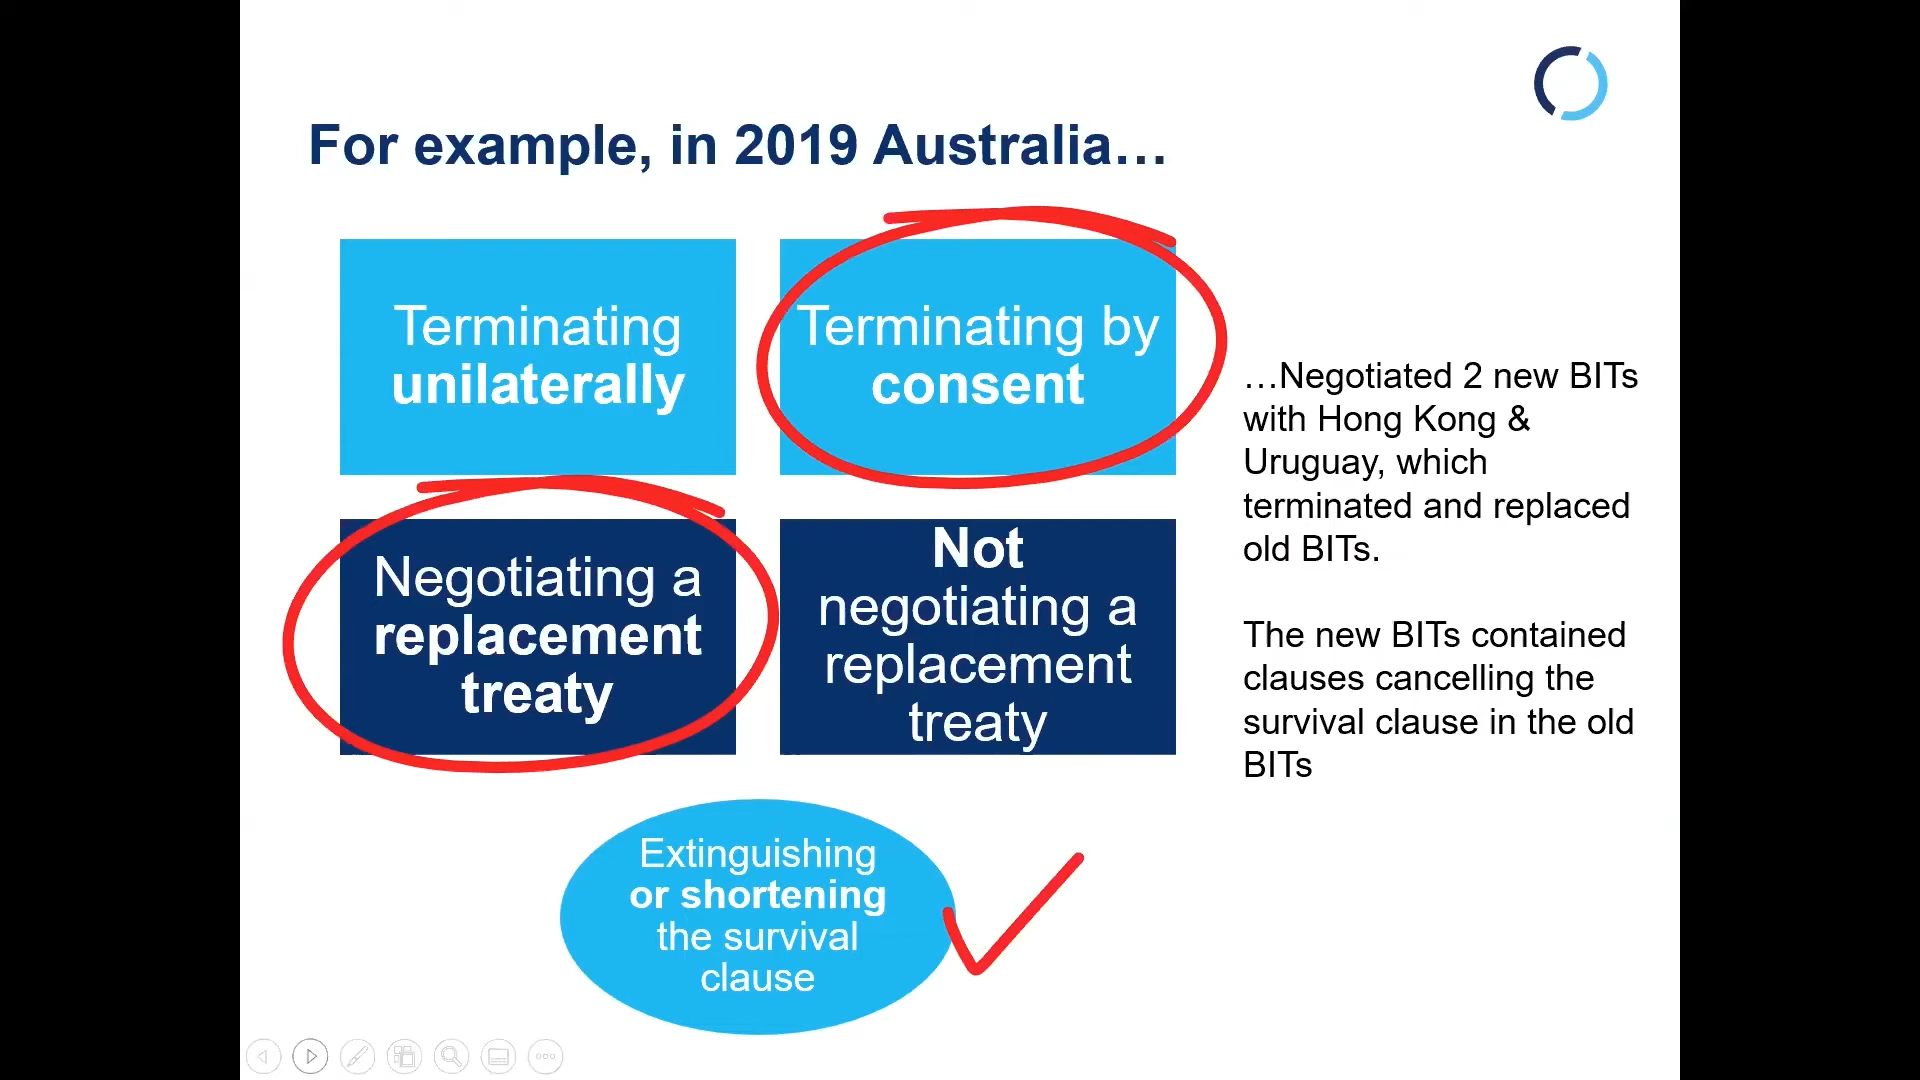 For example, in 2019 Australia…
Terminating
unilaterally
Terminating by
consent
Negotiating a
replacement
treaty
Not
negotiating a
replacement
treaty
Extinguishing
or shortening
the survival
clause
…Negotiated 2 new BITs
with Hong Kong &
Uruguay, which
terminated and replaced
old BITs.
The new BITs contained
clauses cancelling the
survival clause in the old
BITs